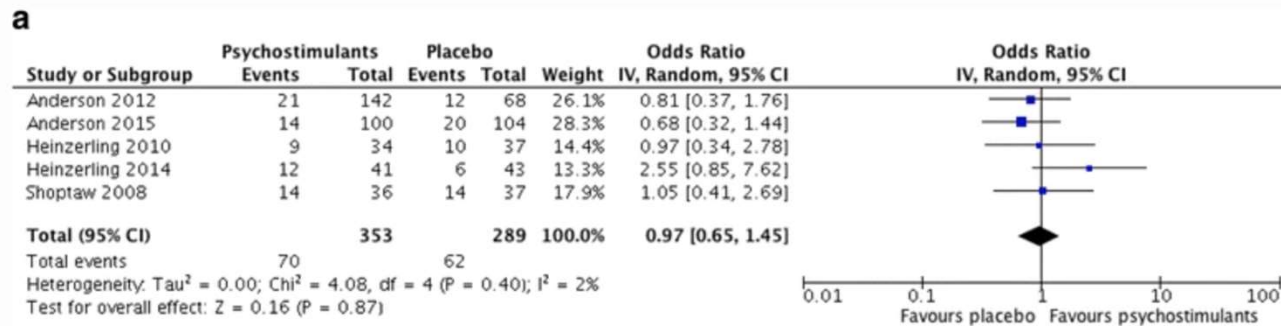 a
Psychostimulants Placebo Odds Ratio Odds Ratio
Study or Subgroup Events Total Events Total Weight IV, Random, 95% CI IV, Random, 95% CI
Anderson 2012 21 142 12 68 26.1% 0.81 [0.37, 1.76]
Anderson 2015 14 100 20 104 28.3% 0.68 [0.32, 1.44]
Heinzerling 2010 9 34 10 37 14.4% 0.97 [0.34, 2.78]
Heinzerling 2014 12 41 6 43 13.3% 2.55 [0.85, 7.62]
Shoptaw 2008 14 36 14 37 17.9% 1.05 [0.41, 2.69]
Total (95% CI) 353 289 100.0% 0.97 [0.65, 1.45]
Total events 70 62
Heterogeneity: Tau² = 0.00; Chi² = 4.08, df = 4 (P = 0.40); I² = 2%
Test for overall effect: Z = 0.16 (P = 0.87)
0.01 0.1 1 10 100
Favours placebo Favours psychostimulants